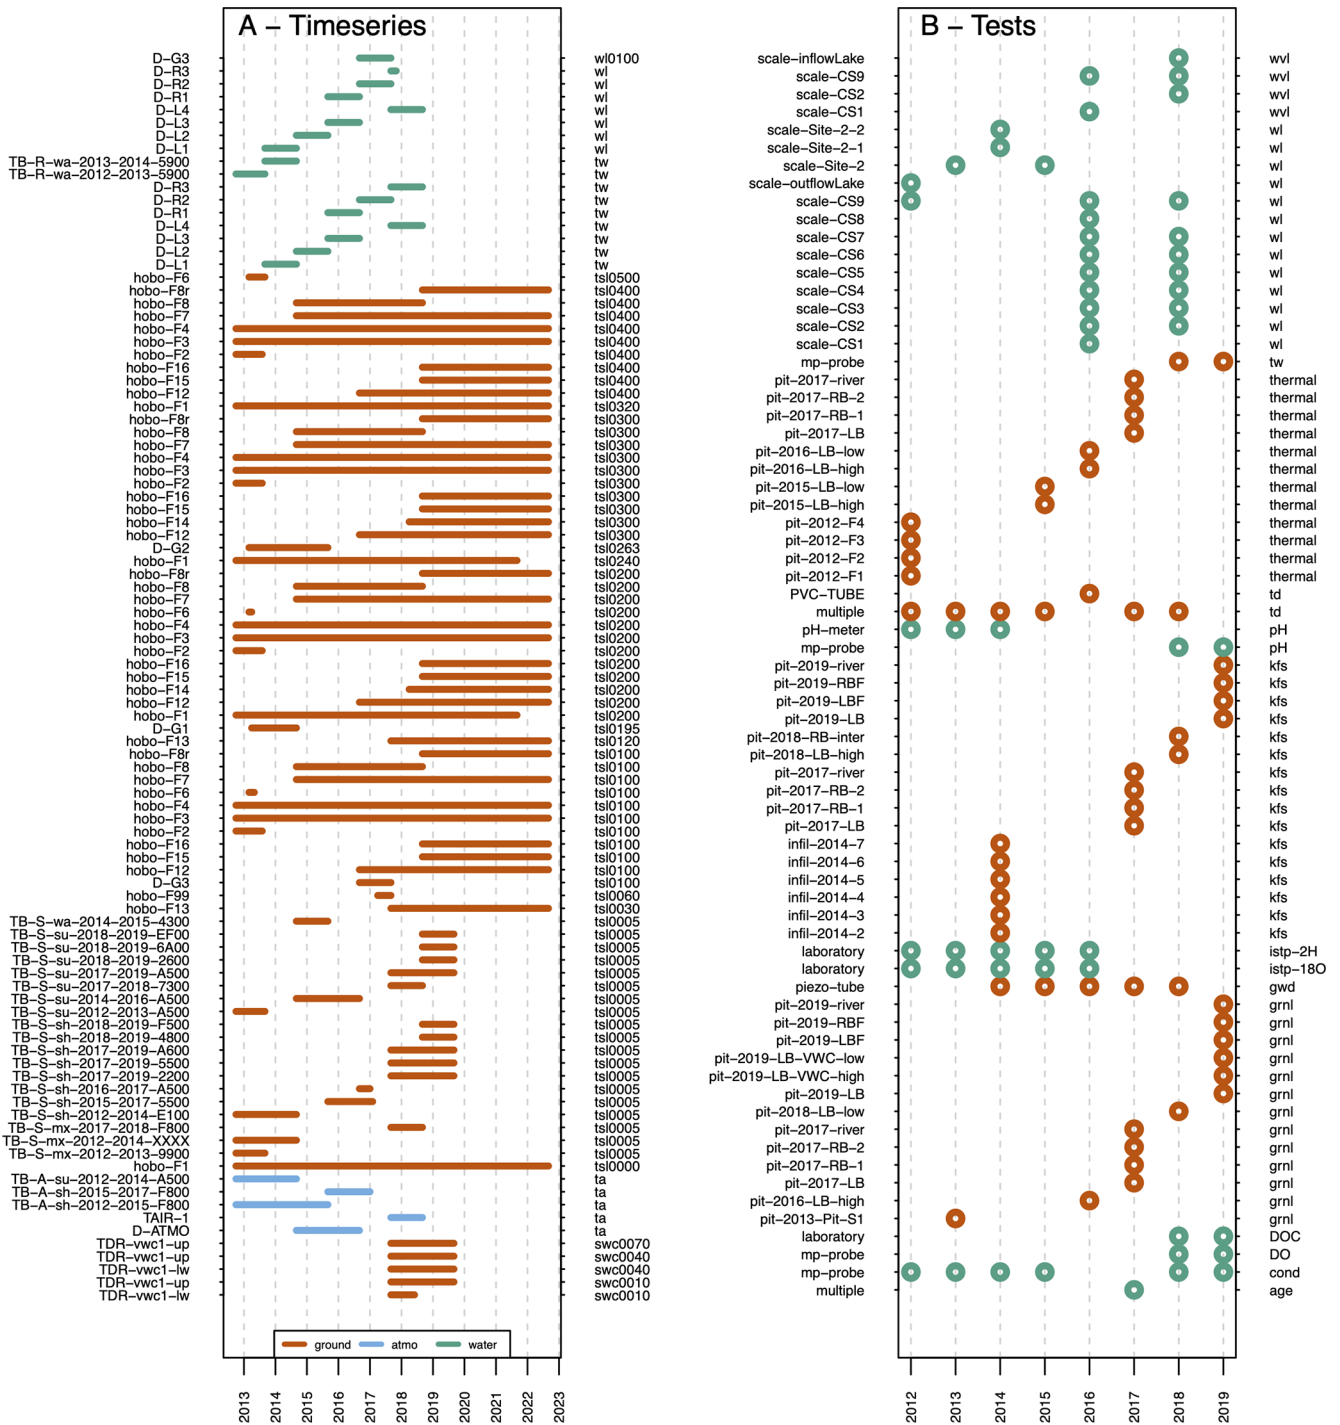 A – Timeseries
D–G3 wl0100
D–R3 wl
D–R2 wl
D–R1 wl
D–L4 wl
D–L3 wl
D–L2 wl
D–L1 wl
TB–R–wa–2013–2014–5900 tw
TB–R–wa–2012–2013–5900 tw
D–R3 tw
D–R2 tw
D–R1 tw
D–L4 tw
D–L3 tw
D–L2 tw
D–L1 tw
hobo–F6 tsl0500
hobo–F8r tsl0400
hobo–F8 tsl0400
hobo–F7 tsl0400
hobo–F4 tsl0400
hobo–F3 tsl0400
hobo–F2 tsl0400
hobo–F16 tsl0400
hobo–F15 tsl0400
hobo–F12 tsl0400
hobo–F1 tsl0320
hobo–F8r tsl0300
hobo–F8 tsl0300
hobo–F7 tsl0300
hobo–F4 tsl0300
hobo–F3 tsl0300
hobo–F2 tsl0300
hobo–F16 tsl0300
hobo–F15 tsl0300
hobo–F14 tsl0300
hobo–F12 tsl0300
D–G2 tsl0263
hobo–F1 tsl0240
hobo–F8r tsl0200
hobo–F8 tsl0200
hobo–F7 tsl0200
hobo–F6 tsl0200
hobo–F4 tsl0200
hobo–F3 tsl0200
hobo–F2 tsl0200
hobo–F16 tsl0200
hobo–F15 tsl0200
hobo–F14 tsl0200
hobo–F12 tsl0200
hobo–F1 tsl0200
D–G1 tsl0195
hobo–F13 tsl0120
hobo–F8r tsl0100
hobo–F8 tsl0100
hobo–F7 tsl0100
hobo–F6 tsl0100
hobo–F4 tsl0100
hobo–F3 tsl0100
hobo–F2 tsl0100
hobo–F16 tsl0100
hobo–F15 tsl0100
hobo–F12 tsl0100
D–G3 tsl0100
hobo–F99 tsl0060
hobo–F13 tsl0030
TB–S–wa–2014–2015–4300 tsl0005
TB–S–su–2018–2019–EF00 tsl0005
TB–S–su–2018–2019–6A00 tsl0005
TB–S–su–2018–2019–2600 tsl0005
TB–S–su–2017–2019–A500 tsl0005
TB–S–su–2017–2018–7300 tsl0005
TB–S–su–2014–2016–A500 tsl0005
TB–S–su–2012–2013–A500 tsl0005
TB–S–sh–2018–2019–F500 tsl0005
TB–S–sh–2018–2019–4800 tsl0005
TB–S–sh–2017–2019–A600 tsl0005
TB–S–sh–2017–2019–5500 tsl0005
TB–S–sh–2017–2019–2200 tsl0005
TB–S–sh–2016–2017–A500 tsl0005
TB–S–sh–2015–2017–5500 tsl0005
TB–S–sh–2012–2014–E100 tsl0005
TB–S–mx–2017–2018–F800 tsl0005
TB–S–mx–2012–2014–XXXX tsl0005
TB–S–mx–2012–2013–9900 tsl0005
hobo–F1 tsl0000
TB–A–su–2012–2014–A500 ta
TB–A–sh–2015–2017–F800 ta
TB–A–sh–2012–2015–F800 ta
TAIR–1 ta
D–ATMO ta
TDR–vwc1–up swc0070
TDR–vwc1–up swc0040
TDR–vwc1–lw swc0040
TDR–vwc1–up swc0010
TDR–vwc1–lw swc0010
ground atmo water
2013 2014 2015 2016 2017 2018 2019 2020 2021 2022 2023
B – Tests
scale–inflowLake wvl
scale–CS9 wvl
scale–CS2 wvl
scale–CS1 wvl
scale–Site–2–2 wl
scale–Site–2–1 wl
scale–Site–2 wl
scale–outflowLake wl
scale–CS9 wl
scale–CS8 wl
scale–CS7 wl
scale–CS6 wl
scale–CS5 wl
scale–CS4 wl
scale–CS3 wl
scale–CS2 wl
scale–CS1 wl
mp–probe tw
pit–2017–river thermal
pit–2017–RB–2 thermal
pit–2017–RB–1 thermal
pit–2017–LB thermal
pit–2016–LB–low thermal
pit–2016–LB–high thermal
pit–2015–LB–low thermal
pit–2015–LB–high thermal
pit–2012–F4 thermal
pit–2012–F3 thermal
pit–2012–F2 thermal
pit–2012–F1 thermal
PVC–TUBE td
multiple td
pH–meter pH
mp–probe pH
pit–2019–river kfs
pit–2019–RBF kfs
pit–2019–LBF kfs
pit–2019–LB kfs
pit–2018–RB–inter kfs
pit–2018–LB–high kfs
pit–2017–river kfs
pit–2017–RB–2 kfs
pit–2017–RB–1 kfs
pit–2017–LB kfs
infil–2014–7 kfs
infil–2014–6 kfs
infil–2014–5 kfs
infil–2014–4 kfs
infil–2014–3 kfs
infil–2014–2 kfs
laboratory istp–2H
laboratory istp–18O
piezo–tube gwd
pit–2019–river grnl
pit–2019–RBF grnl
pit–2019–LBF grnl
pit–2019–LB–VWC–low grnl
pit–2019–LB–VWC–high grnl
pit–2019–LB grnl
pit–2018–LB–low grnl
pit–2017–river grnl
pit–2017–RB–2 grnl
pit–2017–RB–1 grnl
pit–2017–LB grnl
pit–2016–LB–high grnl
pit–2013–Pit–S1 grnl
laboratory DOC
mp–probe DO
mp–probe cond
multiple age
2012 2013 2014 2015 2016 2017 2018 2019